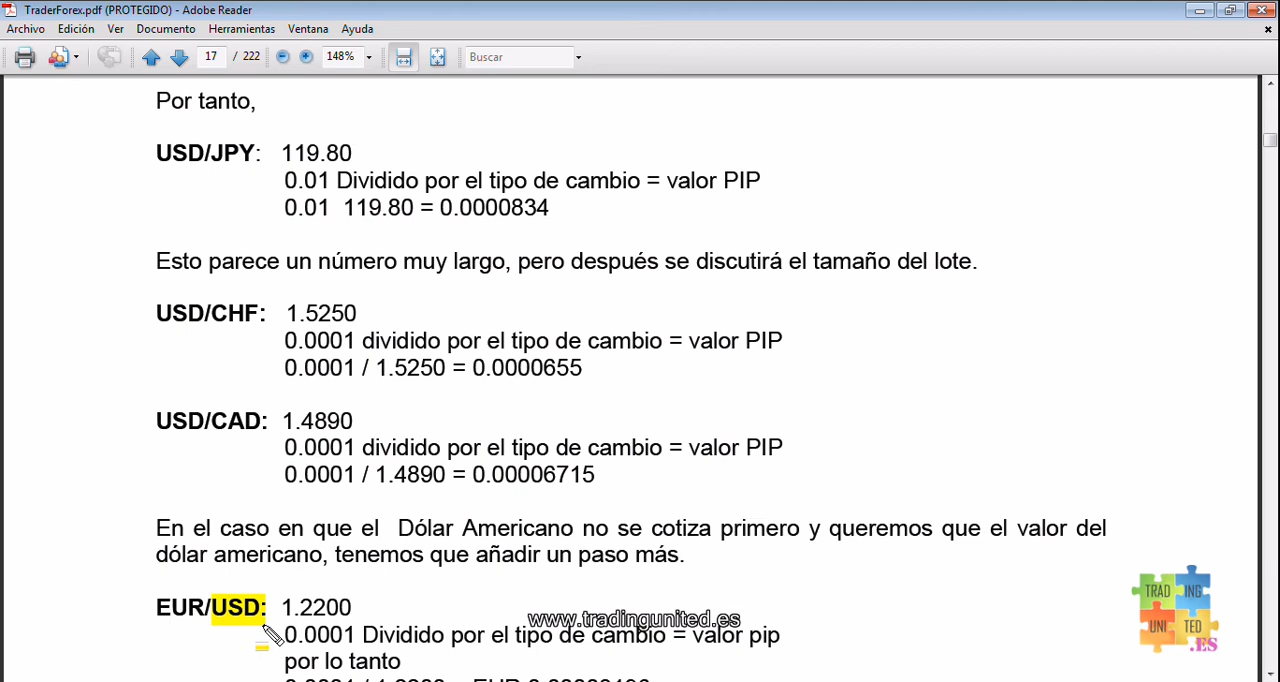 TraderForex.pdf (PROTEGIDO) - Adobe Reader
Archivo Edición Ver Documento Herramientas Ventana Ayuda
17 / 222 148% Buscar
Por tanto,
USD/JPY: 119.80
0.01 Dividido por el tipo de cambio = valor PIP
0.01 119.80 = 0.0000834
Esto parece un número muy largo, pero después se discutirá el tamaño del lote.
USD/CHF: 1.5250
0.0001 dividido por el tipo de cambio = valor PIP
0.0001 / 1.5250 = 0.0000655
USD/CAD: 1.4890
0.0001 dividido por el tipo de cambio = valor PIP
0.0001 / 1.4890 = 0.00006715
En el caso en que el Dólar Americano no se cotiza primero y queremos que el valor del
dólar americano, tenemos que añadir un paso más.
EUR/USD: 1.2200
www.tradingunited.es
0.0001 Dividido por el tipo de cambio = valor pip
por lo tanto
TRAD ING
UNI TED
.ES